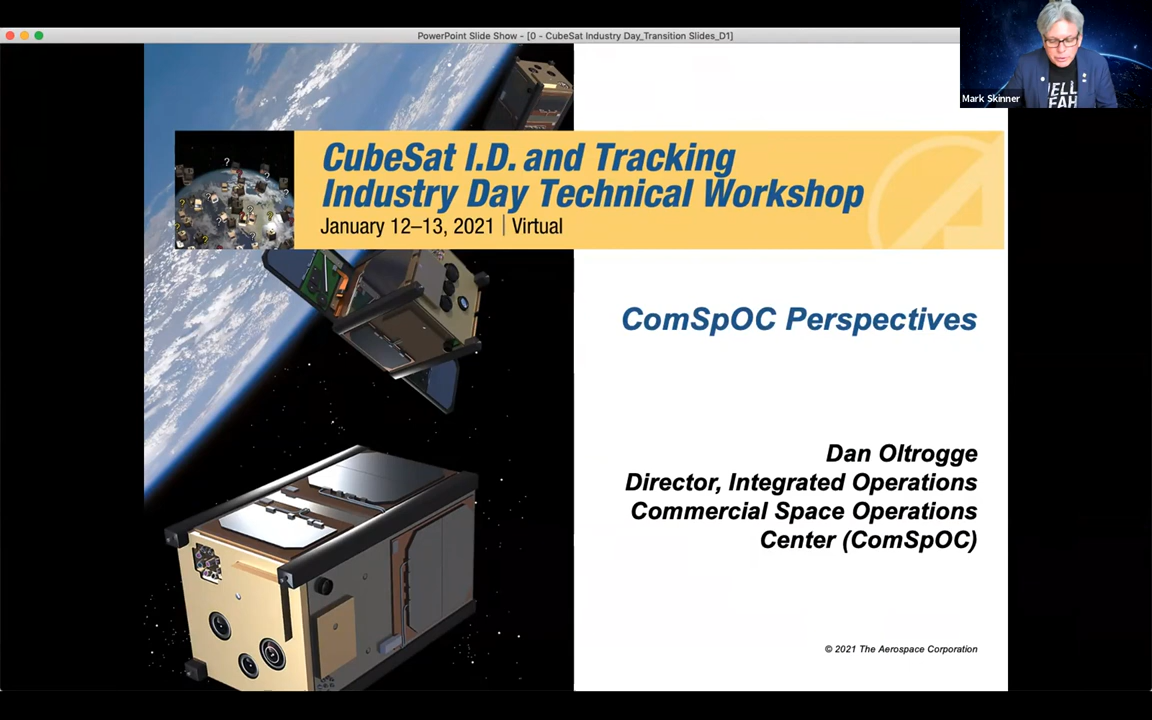 PowerPoint Slide Show - [0 - CubeSat Industry Day_Transition Slides_D1]
Mark Skinner
CubeSat I.D. and Tracking
Industry Day Technical Workshop
January 12–13, 2021 | Virtual
ComSpOC Perspectives
Dan Oltrogge
Director, Integrated Operations
Commercial Space Operations
Center (ComSpOC)
© 2021 The Aerospace Corporation